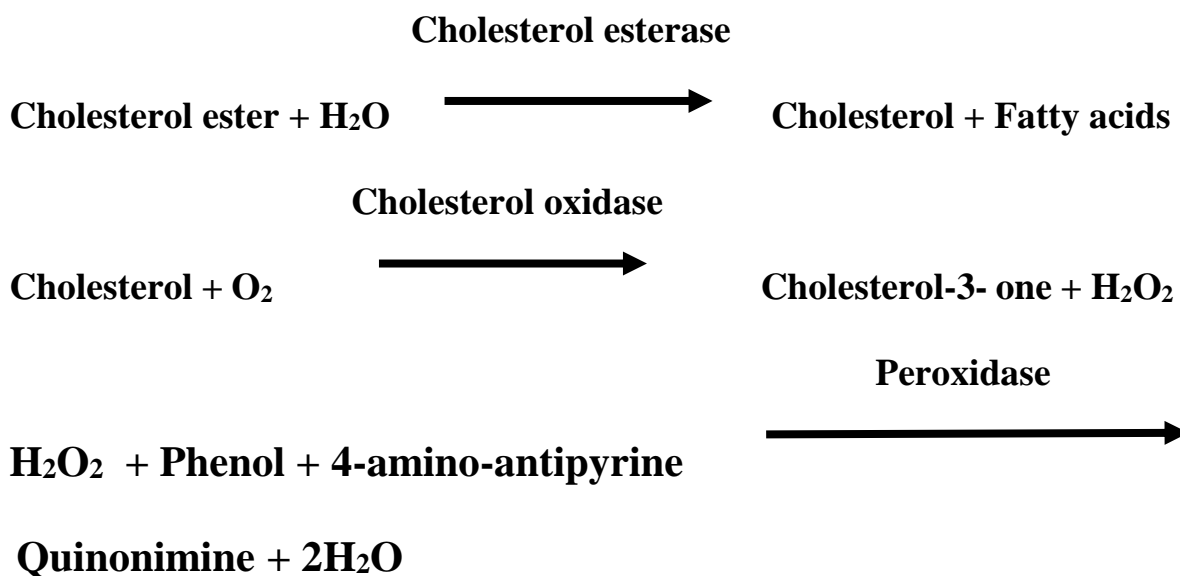 Cholesterol esterase
Cholesterol ester + H₂O Cholesterol + Fatty acids
Cholesterol oxidase
Cholesterol + O₂ Cholesterol-3- one + H₂O₂
Peroxidase
H₂O₂ + Phenol + 4-amino-antipyrine
Quinonimine + 2H₂O